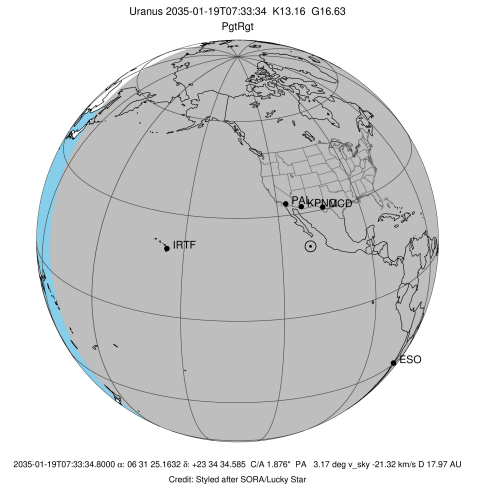 Uranus 2035-01-19T07:33:34 K13.16 G16.63
PgtRgt
PAL KPNO MCD
IRTF
ESO
2035-01-19T07:33:34.8000 α: 06 31 25.1632 δ: +23 34 34.585 C/A 1.876" PA 3.17 deg v_sky -21.32 km/s D 17.97 AU
Credit: Styled after SORA/Lucky Star